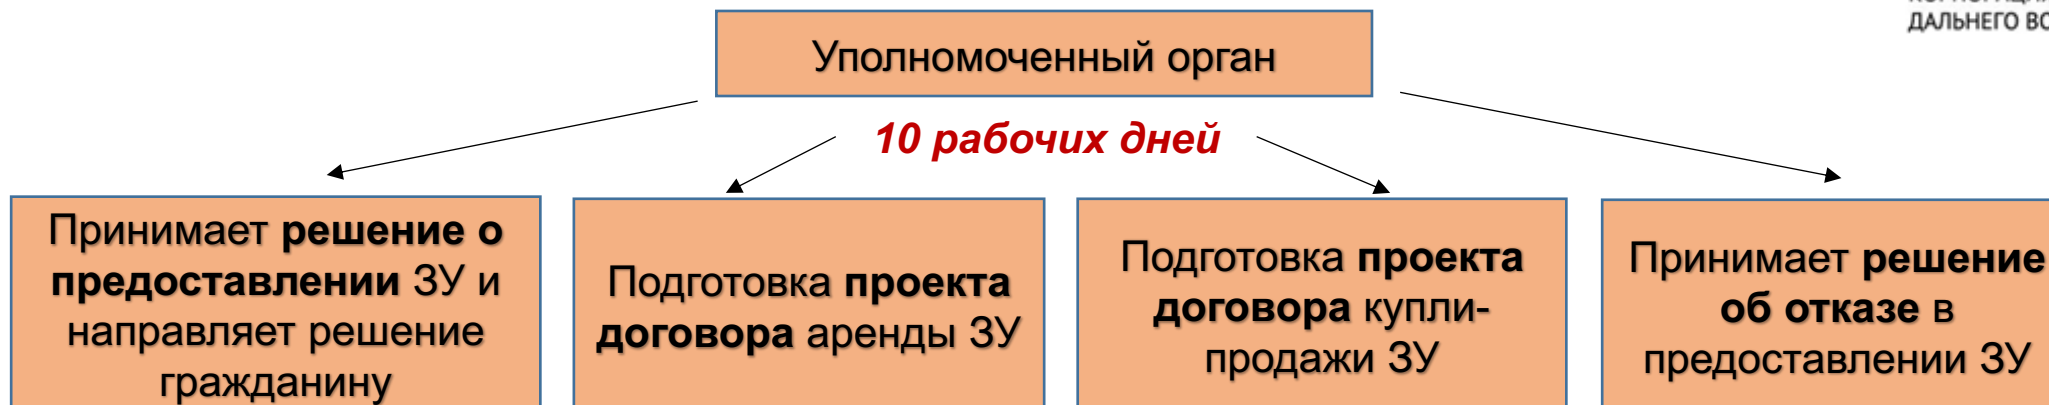 ДАЛЬНЕГО
Уполномоченный орган
10 рабочих дней
Принимает решение о
предоставлении ЗУ и
направляет решение
гражданину
Подготовка проекта
договора аренды ЗУ
Подготовка проекта
договора купли-
продажи ЗУ
Принимает решение
об отказе в
предоставлении ЗУ